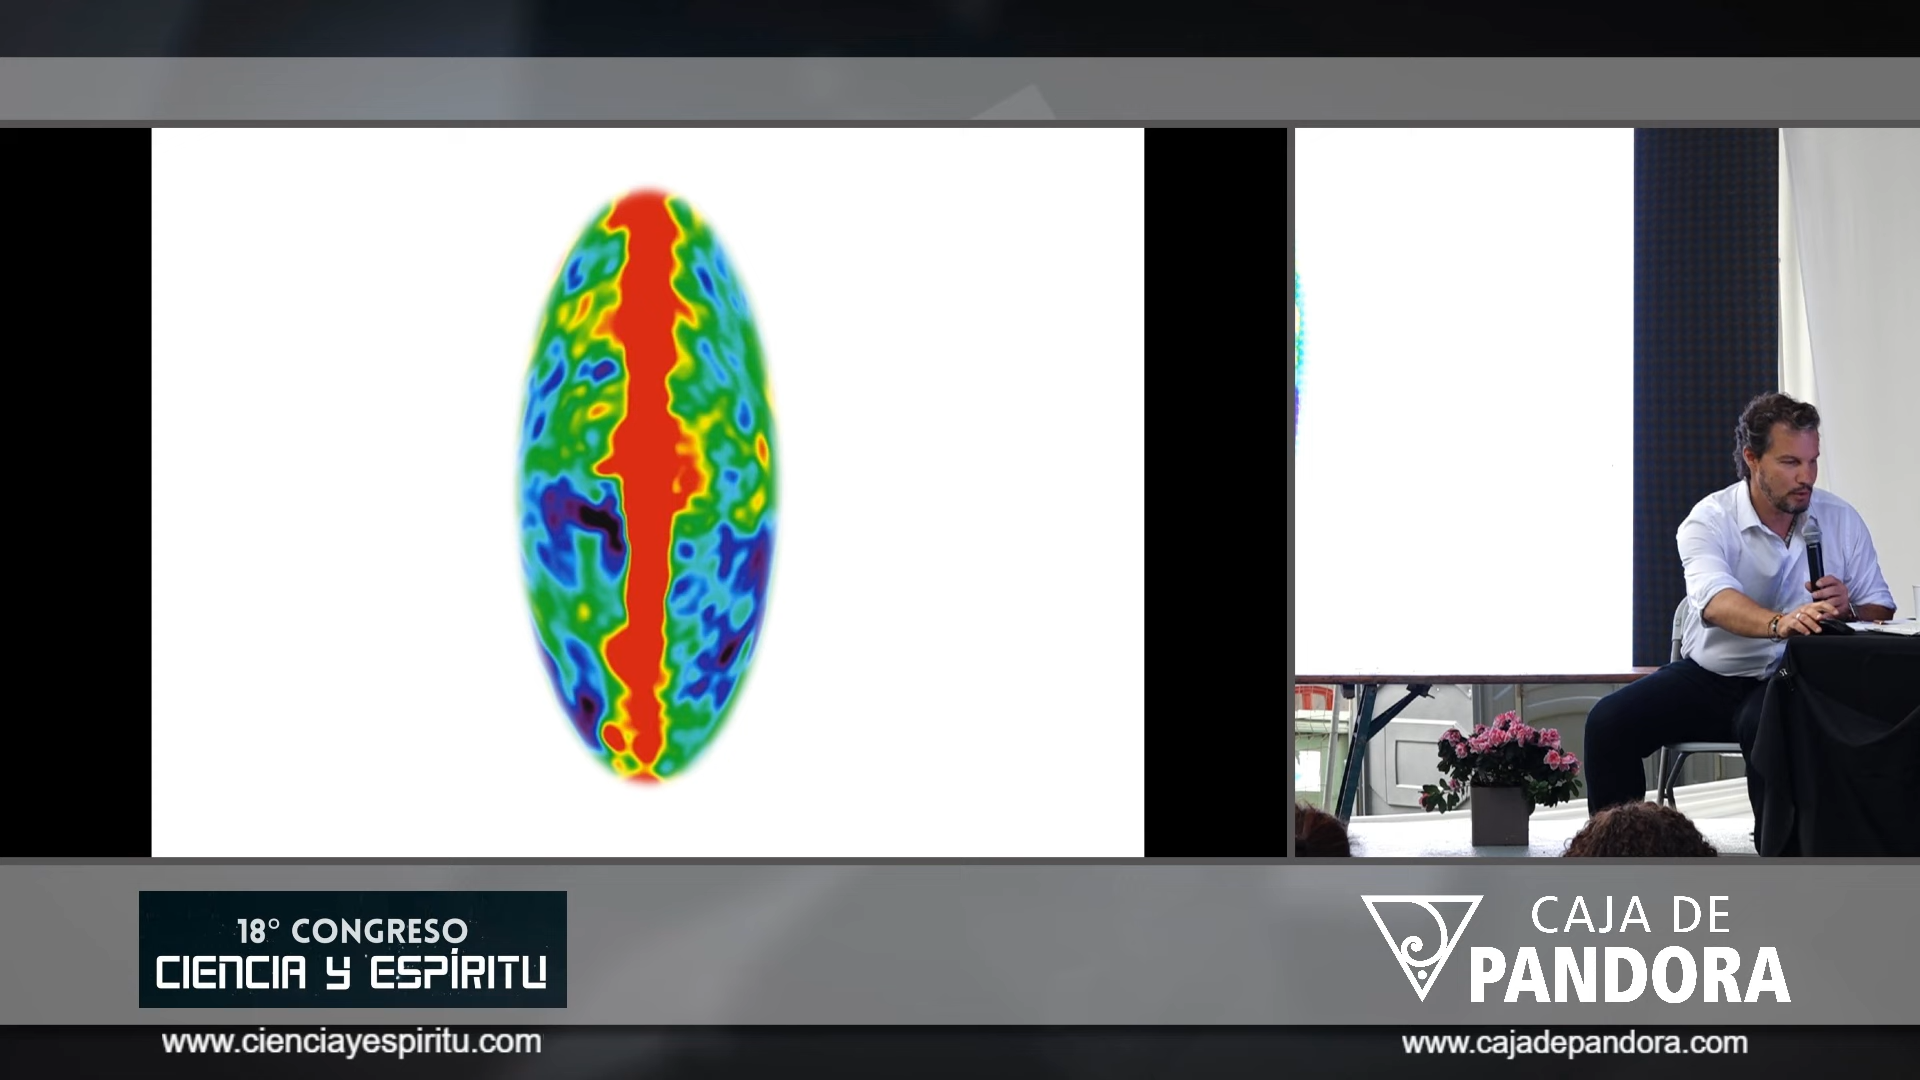 18° CONGRESO
CIENCIA Y ESPÍRITU
www.cienciayespiritu.com
CAJA DE
PANDORA
www.cajadepandora.com